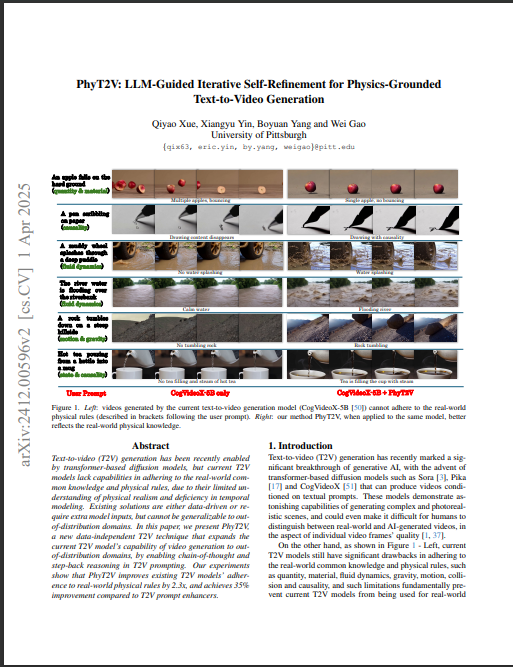 PhyT2V: LLM-Guided Iterative Self-Refinement for Physics-Grounded
Text-to-Video Generation
Qiyao Xue, Xiangyu Yin, Boyuan Yang and Wei Gao
University of Pittsburgh
{qix63, eric.yin, by.yang, weigao}@pitt.edu
arXiv:2412.00596v2 [cs.CV] 1 Apr 2025
An apple falls on the
hard ground
(quantity & material)
Multiple apples, bouncing
Single apple, no bouncing
A pen scribbling
on paper
(causality)
Drawing content disappears
Drawing with causality
A muddy wheel
splashes through
a deep puddle
(fluid dynamics)
No water splashing
Water splashing
The river water
is flooding over
the riverbank
(fluid dynamics)
Calm water
Flooding river
A rock tumbles
down on a steep
hillside
(motion & gravity)
No tumbling rock
Rock tumbling
Hot tea pouring
from a kettle into
a mug
(state & causality)
No tea filling and steam of hot tea
Tea is filling the cup with steam
User Prompt
CogVideoX-5B only
CogVideoX-5B + PhyT2V
Figure 1. Left: videos generated by the current text-to-video generation model (CogVideoX-5B [50]) cannot adhere to the real-world
physical rules (described in brackets following the user prompt). Right: our method PhyT2V, when applied to the same model, better
reflects the real-world physical knowledge.
Abstract
Text-to-video (T2V) generation has been recently enabled
by transformer-based diffusion models, but current T2V
models lack capabilities in adhering to the real-world com-
mon knowledge and physical rules, due to their limited un-
derstanding of physical realism and deficiency in temporal
modeling. Existing solutions are either data-driven or re-
quire extra model inputs, but cannot be generalizable to out-
of-distribution domains. In this paper, we present PhyT2V,
a new data-independent T2V technique that expands the
current T2V model's capability of video generation to out-
of-distribution domains, by enabling chain-of-thought and
step-back reasoning in T2V prompting. Our experiments
show that PhyT2V improves existing T2V models' adher-
ence to real-world physical rules by 2.3x, and achieves 35%
improvement compared to T2V prompt enhancers.
1. Introduction
Text-to-video (T2V) generation has recently marked a sig-
nificant breakthrough of generative AI, with the advent of
transformer-based diffusion models such as Sora [3], Pika
[17] and CogVideoX [51] that can produce videos condi-
tioned on textual prompts. These models demonstrate as-
tonishing capabilities of generating complex and photoreal-
istic scenes, and could even make it difficult for humans to
distinguish between real-world and AI-generated videos, in
the aspect of individual video frames' quality [1, 37].
On the other hand, as shown in Figure 1 - Left, current
T2V models still have significant drawbacks in adhering to
the real-world common knowledge and physical rules, such
as quantity, material, fluid dynamics, gravity, motion, colli-
sion and causality, and such limitations fundamentally pre-
vent current T2V models from being used for real-world